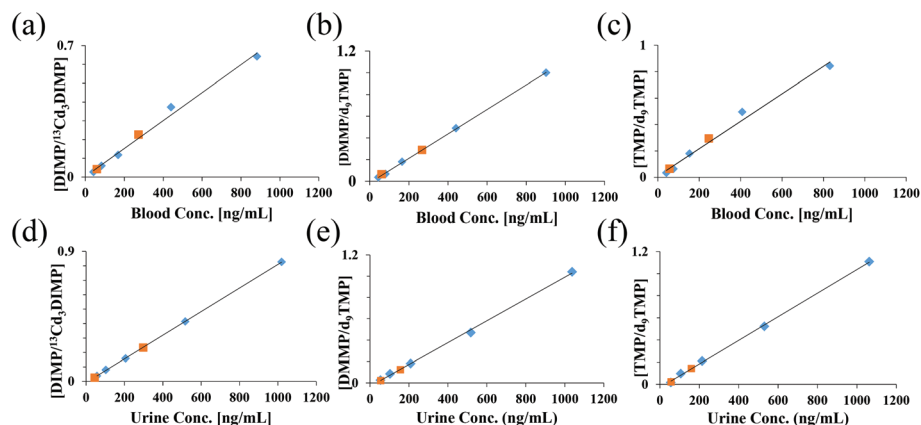 (a)
[DIMP/¹³Cd₃DIMP]
0.7
0
0 200 400 600 800 1000 1200
Blood Conc. [ng/mL]
(b)
[DMMP/d₉TMP]
1.2
0
0 200 400 600 800 1000 1200
Blood Conc. [ng/mL]
(c)
[TMP/d₉TMP]
1
0
0 200 400 600 800 1000 1200
Blood Conc. [ng/mL]
(d)
[DIMP/¹³Cd₃DIMP]
0.9
0
0 200 400 600 800 1000 1200
Urine Conc. [ng/mL]
(e)
[DMMP/d₉TMP]
1.2
0
0 200 400 600 800 1000 1200
Urine Conc. (ng/mL)
(f)
[TMP/d₉TMP]
1.2
0
0 200 400 600 800 1000 1200
Urine Conc. (ng/mL)